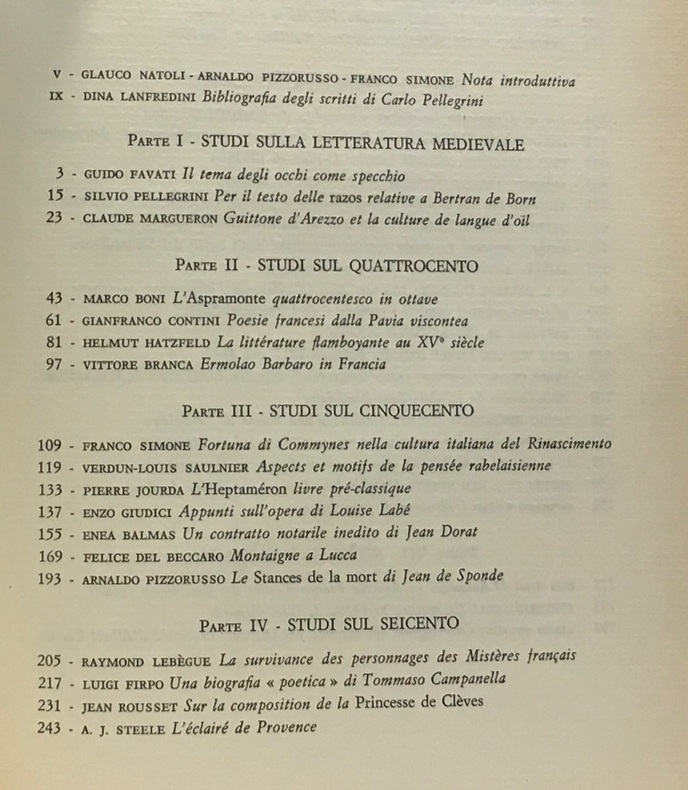 V - GLAUCO NATOLI - ARNALDO PIZZORUSSO - FRANCO SIMONE Nota introduttiva
IX - DINA LANFREDINI Bibliografia degli scritti di Carlo Pellegrini
PARTE I - STUDI SULLA LETTERATURA MEDIEVALE
3 - GUIDO FAVATI Il tema degli occhi come specchio
15 - SILVIO PELLEGRINI Per il testo delle razos relative a Bertran de Born
23 - CLAUDE MARGUERON Guittone d'Arezzo et la culture de langue d'oïl
PARTE II - STUDI SUL QUATTROCENTO
43 - MARCO BONI L'Aspramonte quattrocentesco in ottave
61 - GIANFRANCO CONTINI Poesie francesi dalla Pavia viscontea
81 - HELMUT HATZFELD La littérature flamboyante au XVe siècle
97 - VITTORE BRANCA Ermolao Barbaro in Francia
PARTE III - STUDI SUL CINQUECENTO
109 - FRANCO SIMONE Fortuna di Commynes nella cultura italiana del Rinascimento
119 - VERDUN-LOUIS SAULNIER Aspects et motifs de la pensée rabelaisienne
133 - PIERRE JOURDA L'Heptaméron livre pré-classique
137 - ENZO GIUDICI Appunti sull'opera di Louise Labé
155 - ENEA BALMAS Un contratto notarile inedito di Jean Dorat
169 - FELICE DEL BECCARO Montaigne a Lucca
193 - ARNALDO PIZZORUSSO Le Stances de la mort di Jean de Sponde
PARTE IV - STUDI SUL SEICENTO
205 - RAYMOND LEBÈGUE La survivance des personnages des Mistères français
217 - LUIGI FIRPO Una biografia « poetica » di Tommaso Campanella
231 - JEAN ROUSSET Sur la composition de la Princesse de Clèves
243 - A. J. STEELE L'éclairé de Provence